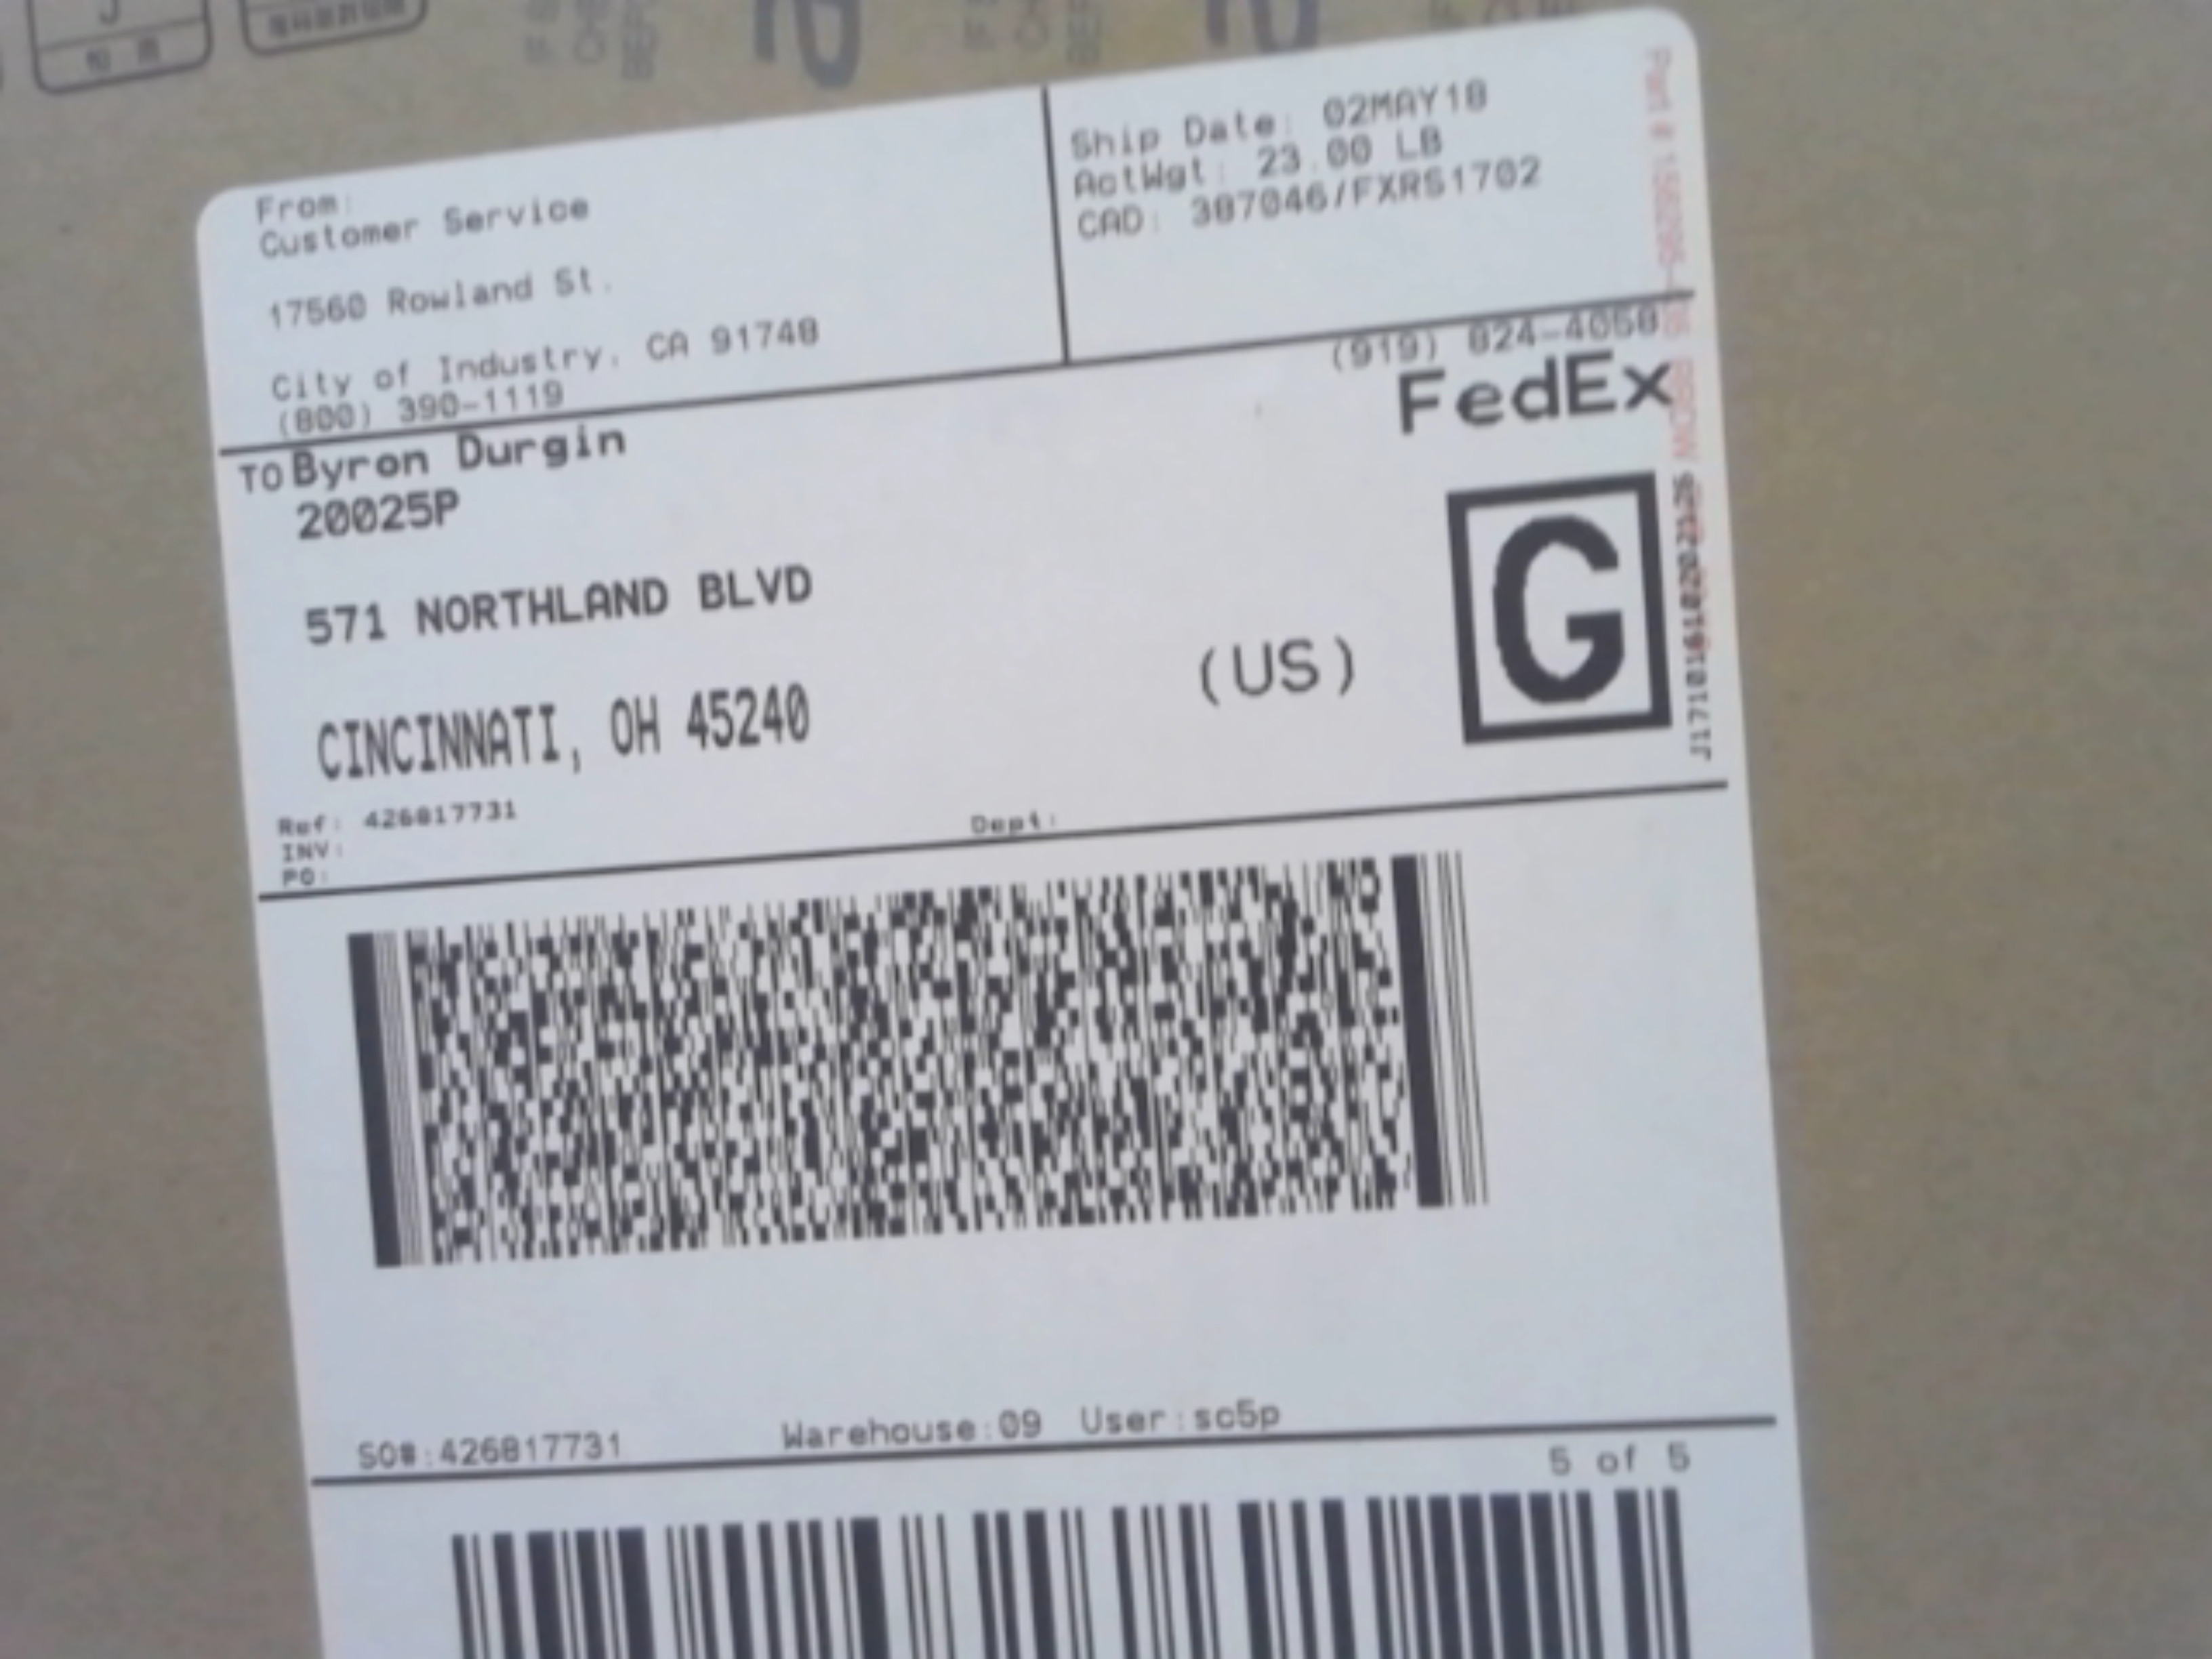 From:
Customer Service
17560 Rowland St.
City of Industry, CA 91748
(800) 390-1119
Ship Date: 02MAY18
ActWgt: 23.00 LB
CAD: 387046/FXRS1702
(919) 824-4058
TO Byron Durgin
20025P
571 NORTHLAND BLVD
CINCINNATI, OH 45240
(US)
FedEx
G
Ref: 426817731
INV:
PO:
Dept:
SO#:426817731 Warehouse:09 User:sc5p
5 of 5